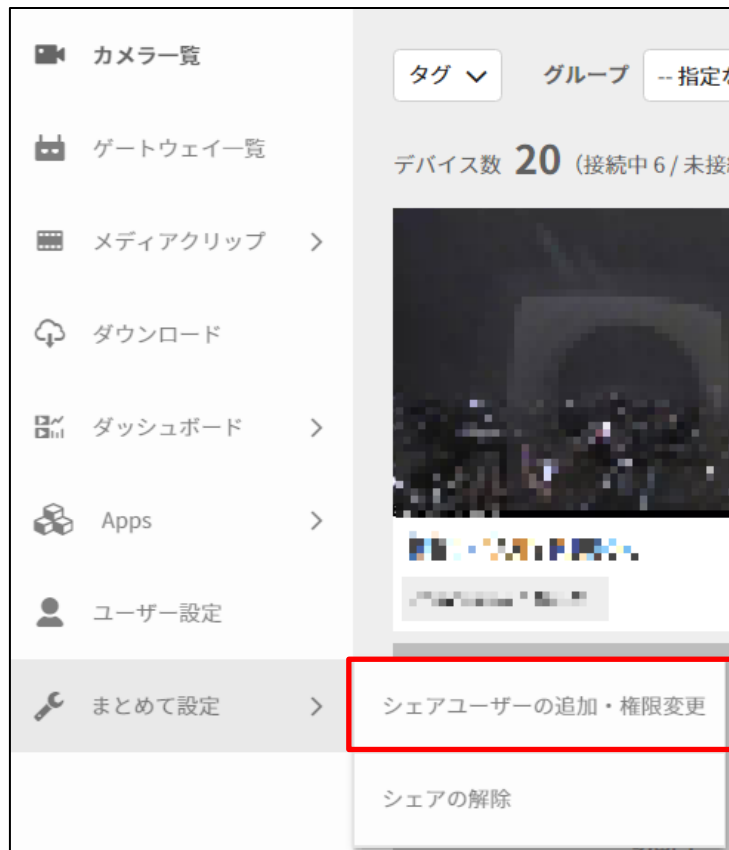 カメラ一覧
タグ
グループ
-- 指定な
ゲートウェイ一覧
デバイス数 20 (接続中 6 / 未接
メディアクリップ
ダウンロード
ダッシュボード
Apps
ユーザー設定
まとめて設定
シェアユーザーの追加・権限変更
シェアの解除